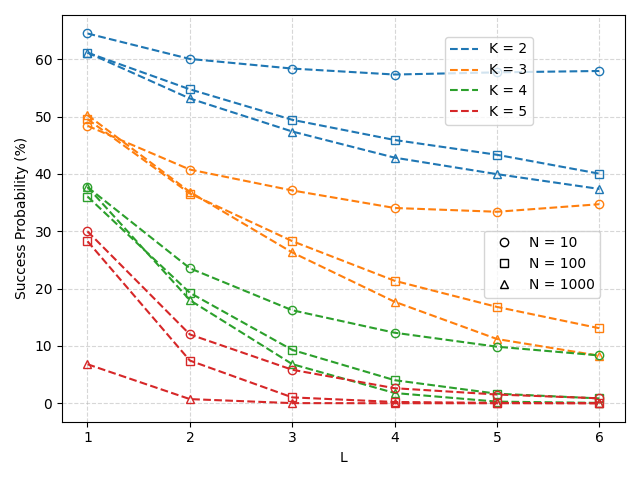 Success Probability (%)
60
50
40
30
20
10
0
K = 2
K = 3
K = 4
K = 5
N = 10
N = 100
N = 1000
1 2 3 4 5 6
L